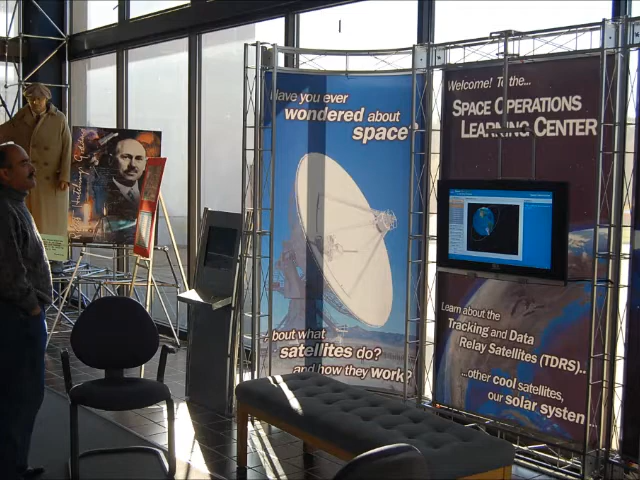 Have you ever
wondered about
space
bout what
satellites do?
and how they work?
Welcome! To the...
SPACE OPERATIONS
LEARNING CENTER
Learn about the
Tracking and Data
Relay Satellites (TDRS)..
...other cool satellites,
our solar systen